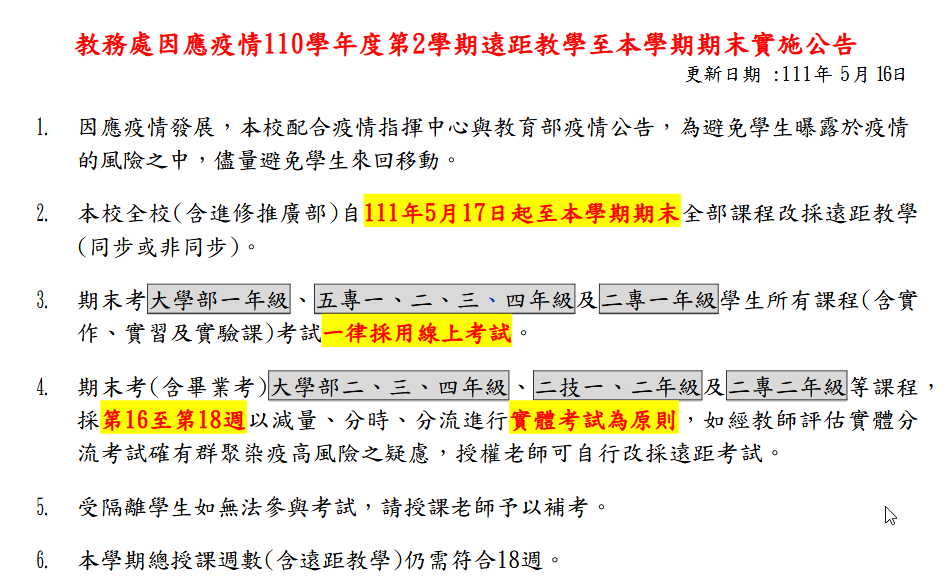 教務處因應疫情110學年度第2學期遠距教學至本學期期末實施公告
更新日期 :111年 5月 16日
1. 因應疫情發展，本校配合疫情指揮中心與教育部疫情公告，為避免學生曝露於疫情
的風險之中，儘量避免學生來回移動。
2. 本校全校(含進修推廣部)自111年5月17日起至本學期期末全部課程改採遠距教學
(同步或非同步)。
3. 期末考大學部一年級、五專一、二、三、四年級及二專一年級學生所有課程(含實
作、實習及實驗課)考試一律採用線上考試。
4. 期末考(含畢業考)大學部二、三、四年級、二技一、二年級及二專二年級等課程，
採第16至第18週以減量、分時、分流進行實體考試為原則，如經教師評估實體分
流考試確有群聚染疫高風險之疑慮，授權老師可自行改採遠距考試。
5. 受隔離學生如無法參與考試，請授課老師予以補考。
6. 本學期總授課週數(含遠距教學)仍需符合18週。